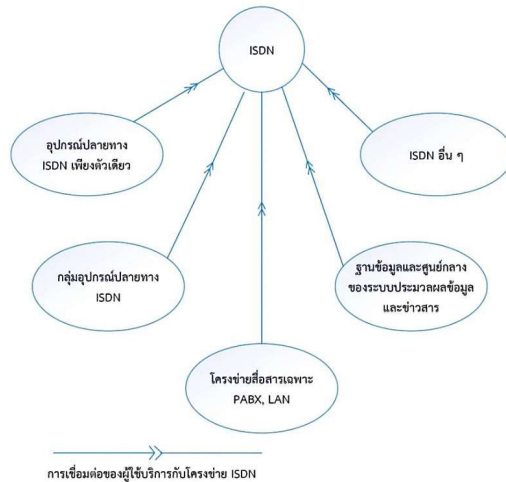 ISDN
อุปกรณ์ปลายทาง
ISDN เพียงตัวเดียว
ISDN อื่น ๆ
กลุ่มอุปกรณ์ปลายทาง
ISDN
ฐานข้อมูลและศูนย์กลาง
ของระบบประมวลผลข้อมูล
และข่าวสาร
โครงข่ายสื่อสารเฉพาะ
PABX, LAN
การเชื่อมต่อของผู้ใช้บริการกับโครงข่าย ISDN